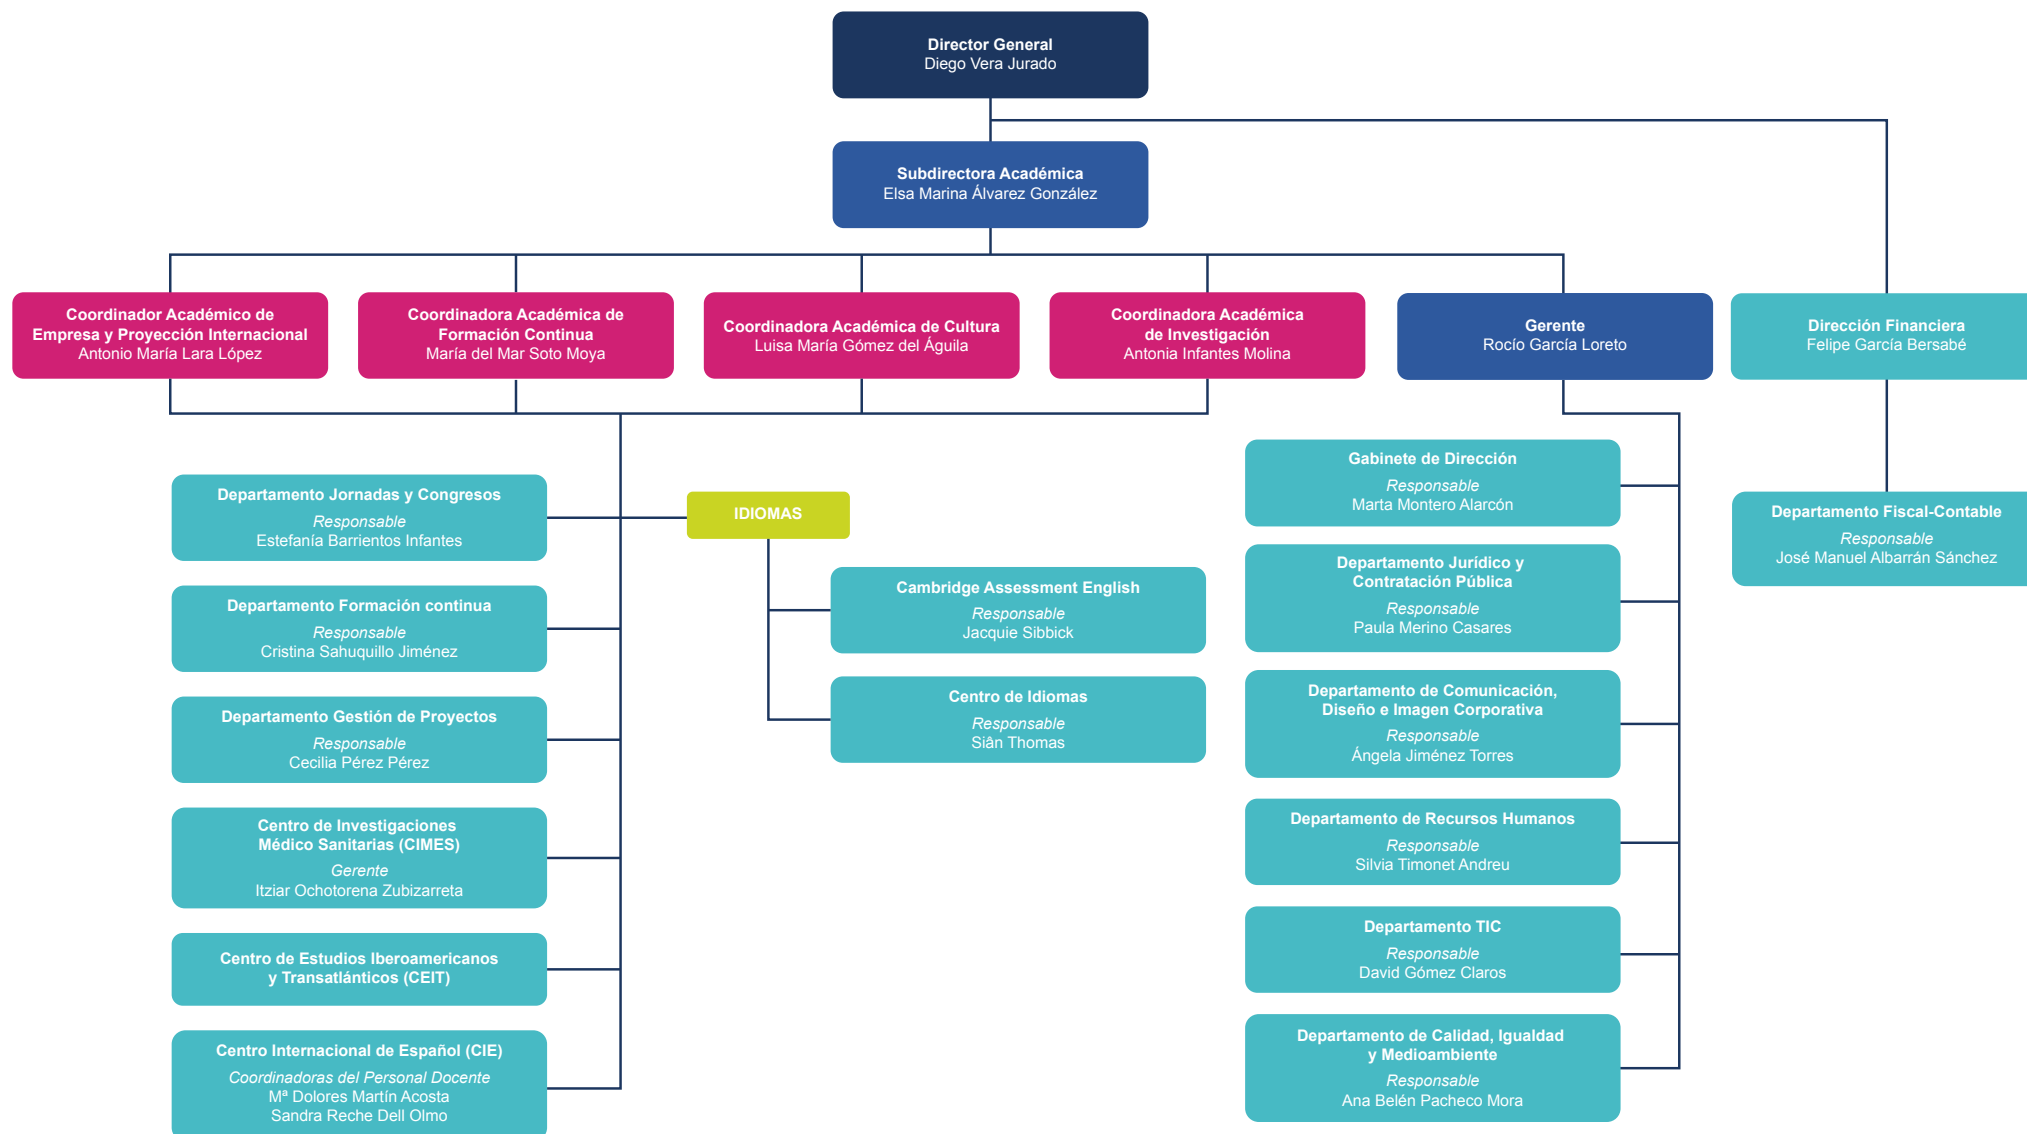 Director General
Diego Vera Jurado
Subdirectora Académica
Elsa Marina Álvarez González
Coordinador Académico de
Empresa y Proyección Internacional
Antonio María Lara López
Coordinadora Académica de
Formación Continua
María del Mar Soto Moya
Coordinadora Académica de Cultura
Luisa María Gómez del Águila
Coordinadora Académica
de Investigación
Antonia Infantes Molina
Gerente
Rocío García Loreto
Dirección Financiera
Felipe García Bersabé
Departamento Jornadas y Congresos
Responsable
Estefanía Barrientos Infantes
Departamento Formación continua
Responsable
Cristina Sahuquillo Jiménez
Departamento Gestión de Proyectos
Responsable
Cecilia Pérez Pérez
Centro de Investigaciones
Médico Sanitarias (CIMES)
Gerente
Itziar Ochotorena Zubizarreta
Centro de Estudios Iberoamericanos
y Transatlánticos (CEIT)
Centro Internacional de Español (CIE)
Coordinadoras del Personal Docente
Mª Dolores Martín Acosta
Sandra Reche Dell Olmo
IDIOMAS
Cambridge Assessment English
Responsable
Jacquie Sibbick
Centro de Idiomas
Responsable
Siân Thomas
Gabinete de Dirección
Responsable
Marta Montero Alarcón
Departamento Jurídico y
Contratación Pública
Responsable
Paula Merino Casares
Departamento de Comunicación,
Diseño e Imagen Corporativa
Responsable
Ángela Jiménez Torres
Departamento de Recursos Humanos
Responsable
Silvia Timonet Andreu
Departamento TIC
Responsable
David Gómez Claros
Departamento de Calidad, Igualdad
y Medioambiente
Responsable
Ana Belén Pacheco Mora
Departamento Fiscal-Contable
Responsable
José Manuel Albarrán Sánchez